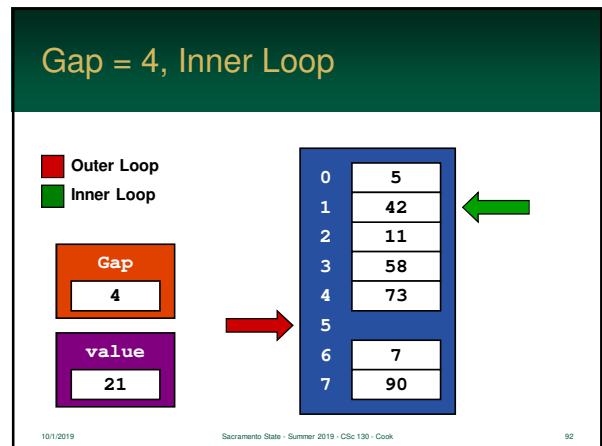 Gap = 4, Inner Loop
Outer Loop
Inner Loop
Gap
4
value
21
0 5
1 42
2 11
3 58
4 73
5
6 7
7 90
10/1/2019 Sacramento State - Summer 2019 - CSc 130 - Cook 92